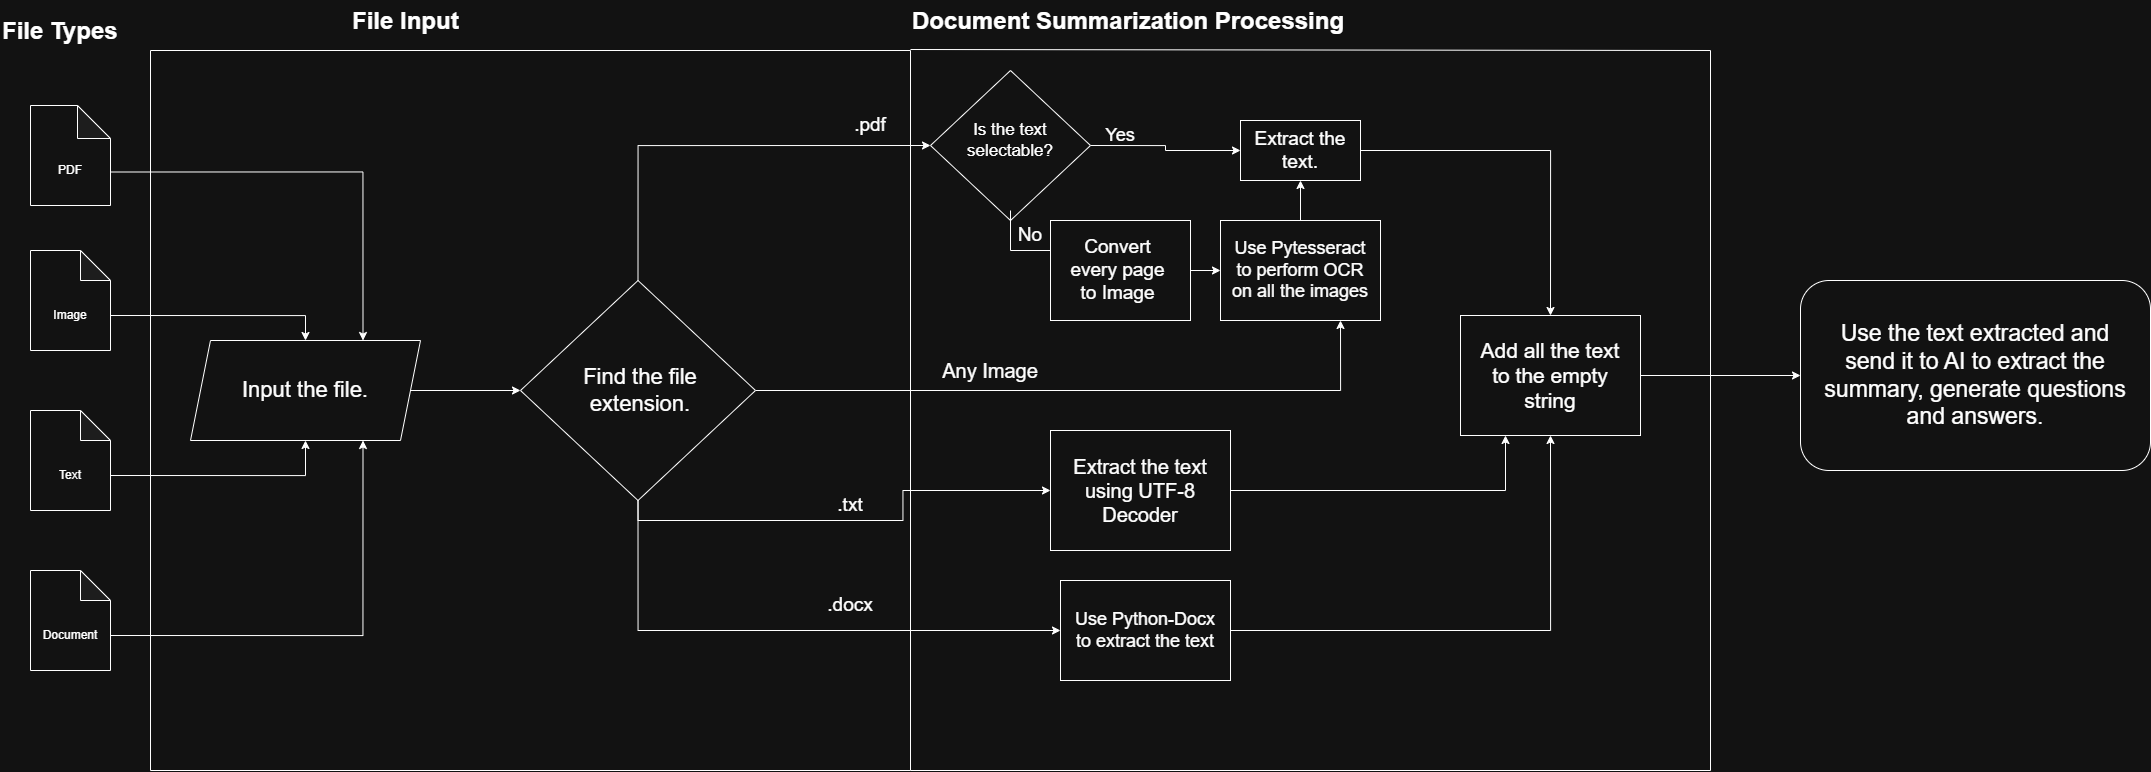 File Types
File Input
Document Summarization Processing
PDF
Image
Text
Document
Input the file.
Find the file
extension.
.pdf
Any Image
.txt
.docx
Is the text
selectable?
Yes
No
Extract the
text.
Convert
every page
to Image
Use Pytesseract
to perform OCR
on all the images
Extract the text
using UTF-8
Decoder
Use Python-Docx
to extract the text
Add all the text
to the empty
string
Use the text extracted and
send it to AI to extract the
summary, generate questions
and answers.